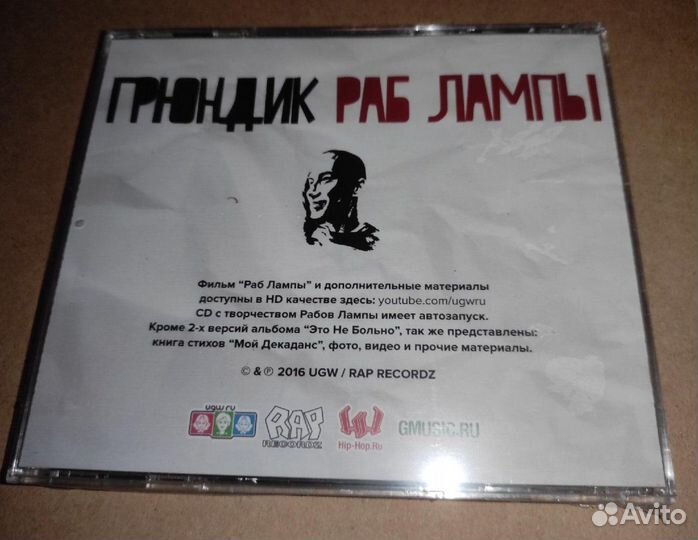 ГРЮНДИК РАБ ЛАМПЫ
Фильм “Раб Лампы” и дополнительные материалы
доступны в HD качестве здесь: youtube.com/ugwru
CD с творчеством Рабов Лампы имеет автозапуск.
Кроме 2-х версий альбома “Это Не Больно”, так же представлены:
книга стихов “Мой Декаданс”, фото, видео и прочие материалы.
© & ℗ 2016 UGW / RAP RECORDZ
ugw.ru
RAP
RECORDZ
Hip-Hop.Ru
GMUSIC.RU
Avito